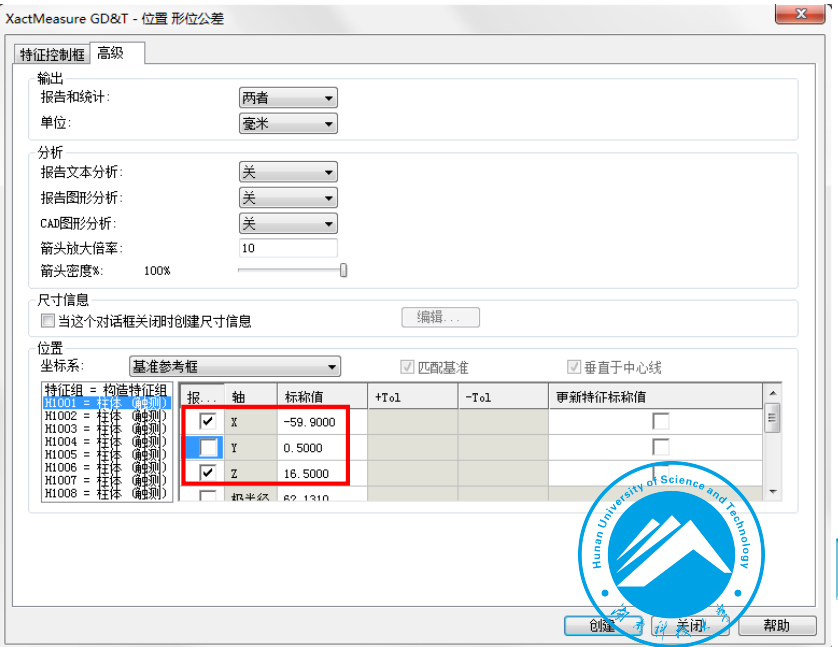 XactMeasure GD&T - 位置 形位公差
特征控制框 高级
输出
报告和统计: 两者
单位: 毫米
分析
报告文本分析: 关
报告图形分析: 关
CAD图形分析: 关
箭头放大倍率: 10
箭头密度%: 100%
尺寸信息
当这个对话框关闭时创建尺寸信息 编辑...
位置
坐标系: 基准参考框 匹配基准 垂直于中心线
特征组 = 构造特征组
H1001 = 柱体 (触测)
H1002 = 柱体 (触测)
H1003 = 柱体 (触测)
H1004 = 柱体 (触测)
H1005 = 柱体 (触测)
H1006 = 柱体 (触测)
H1007 = 柱体 (触测)
H1008 = 柱体 (触测)
报... 轴 标称值 +Tol -Tol 更新特征标称值
X -59.9000
Y 0.5000
Z 16.5000
极半径 62.1310
Hunan University of Science and Technology
创建 关闭 帮助